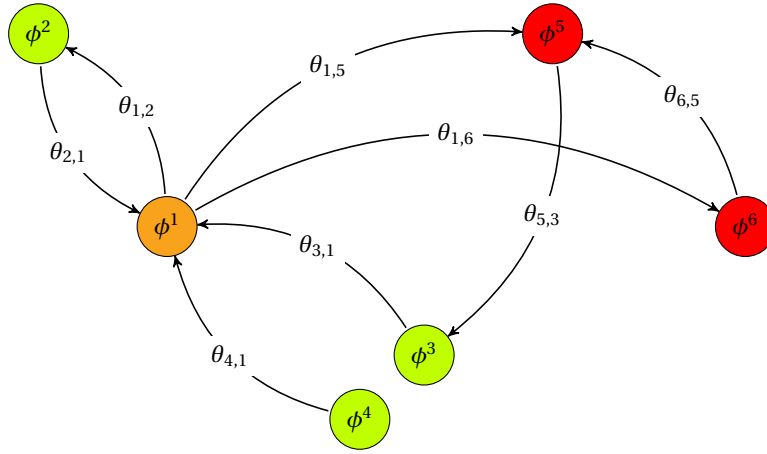 ϕ²
ϕ⁵
θ₁,₅
θ₆,₅
θ₁,₂
θ₁,₆
θ₂,₁
θ₅,₃
ϕ¹
ϕ⁶
θ₃,₁
θ₄,₁
ϕ³
ϕ⁴